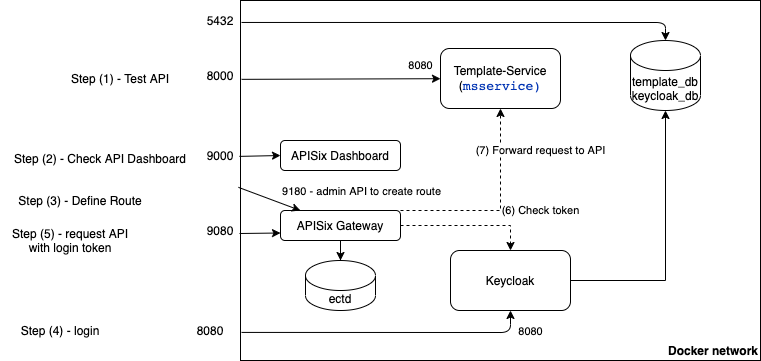 5432
8080
Step (1) - Test API
8000
Template-Service
(msservice)
template_db
keycloak_db
(7) Forward request to API
Step (2) - Check API Dashboard
9000
APISix Dashboard
9180 - admin API to create route
Step (3) - Define Route
(6) Check token
Step (5) - request API
with login token
9080
APISix Gateway
Keycloak
ectd
Step (4) - login
8080
8080
Docker network